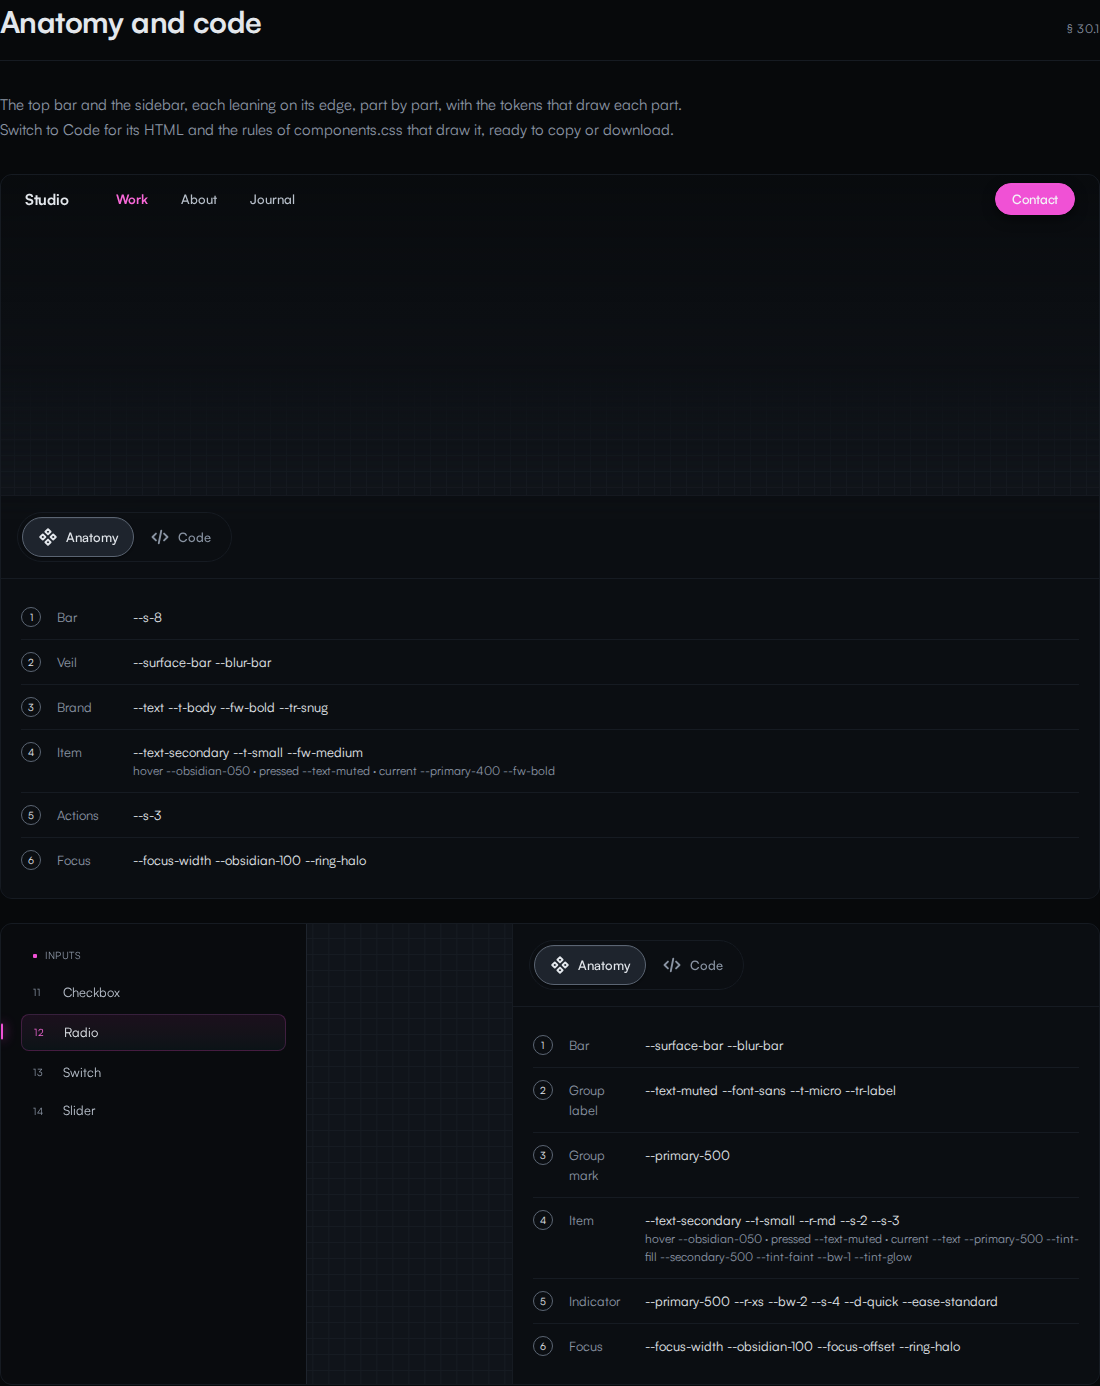 Anatomy and code
§ 30.1
The top bar and the sidebar, each leaning on its edge, part by part, with the tokens that draw each part.
Switch to Code for its HTML and the rules of components.css that draw it, ready to copy or download.
Studio
Work
About
Journal
Contact
Anatomy
Code
1 Bar --s-8
2 Veil --surface-bar --blur-bar
3 Brand --text --t-body --fw-bold --tr-snug
4 Item --text-secondary --t-small --fw-medium
hover --obsidian-050 · pressed --text-muted · current --primary-400 --fw-bold
5 Actions --s-3
6 Focus --focus-width --obsidian-100 --ring-halo
INPUTS
11 Checkbox
12 Radio
13 Switch
14 Slider
Anatomy
Code
1 Bar --surface-bar --blur-bar
2 Group --text-muted --font-sans --t-micro --tr-label
label
3 Group --primary-500
mark
4 Item --text-secondary --t-small --r-md --s-2 --s-3
hover --obsidian-050 · pressed --text-muted · current --text --primary-500 --tint-
fill --secondary-500 --tint-faint --bw-1 --tint-glow
5 Indicator --primary-500 --r-xs --bw-2 --s-4 --d-quick --ease-standard
6 Focus --focus-width --obsidian-100 --focus-offset --ring-halo